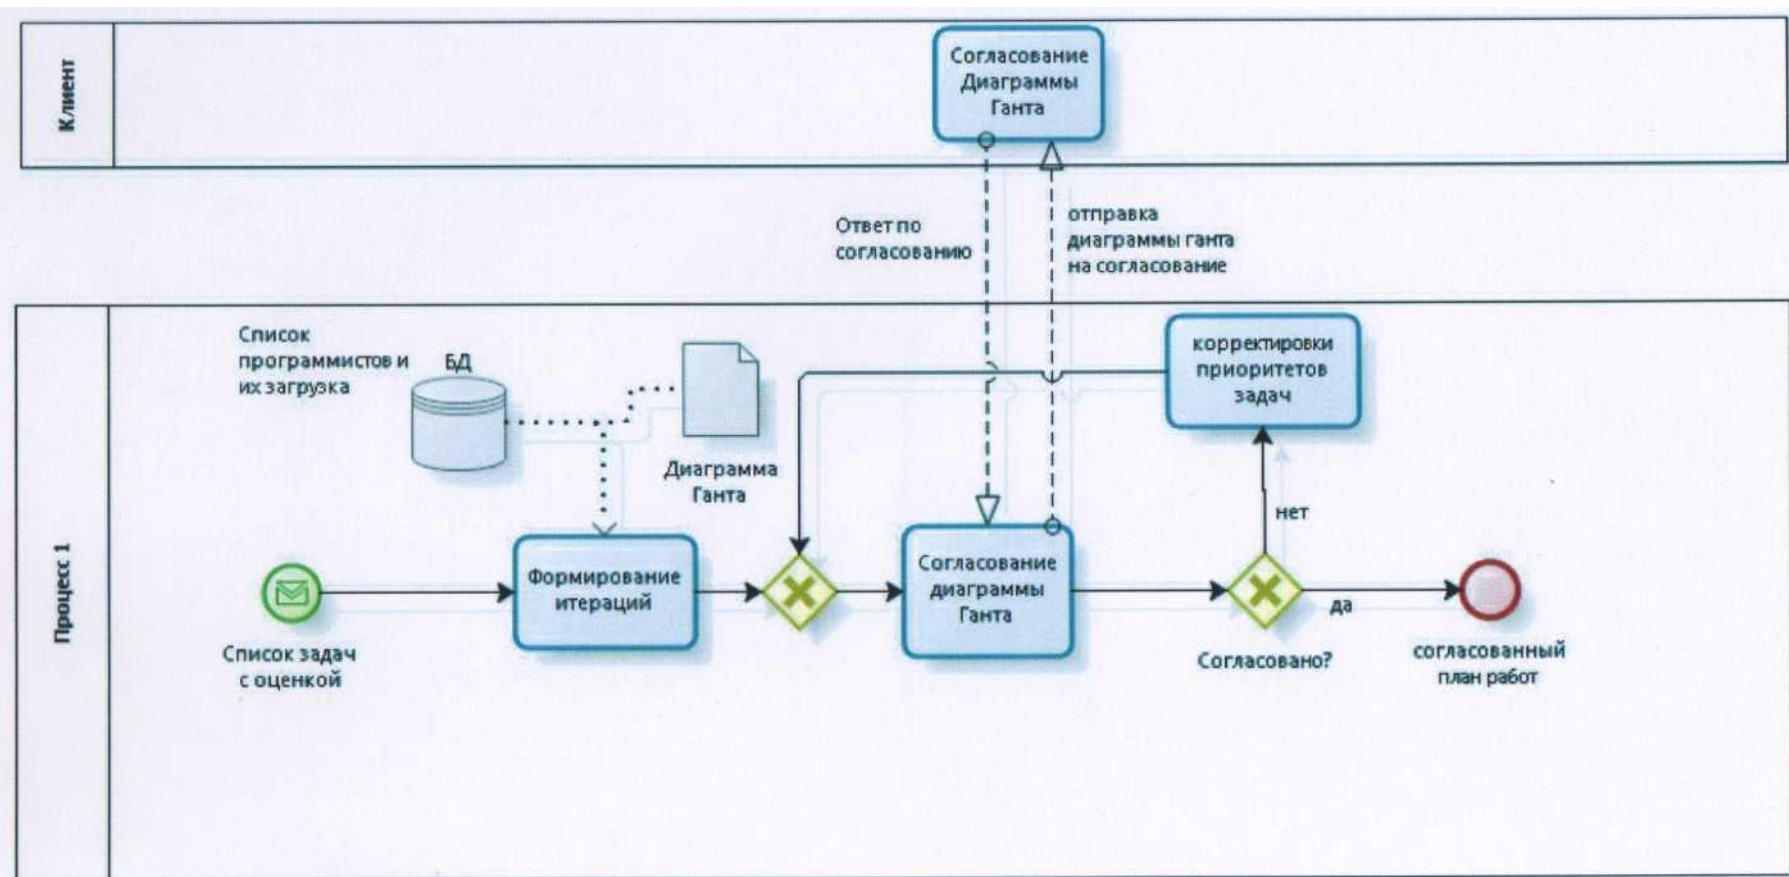 Клиент
Согласование
Диаграммы
Ганта
Ответ по
согласованию
отправка
диаграммы ганта
на согласование
Процесс 1
Список
программистов и
их загрузка
БД
Диаграмма
Ганта
корректировки
приоритетов
задач
нет
Формирование
итераций
Согласование
диаграммы
Ганта
да
Список задач
с оценкой
Согласовано?
согласованный
план работ